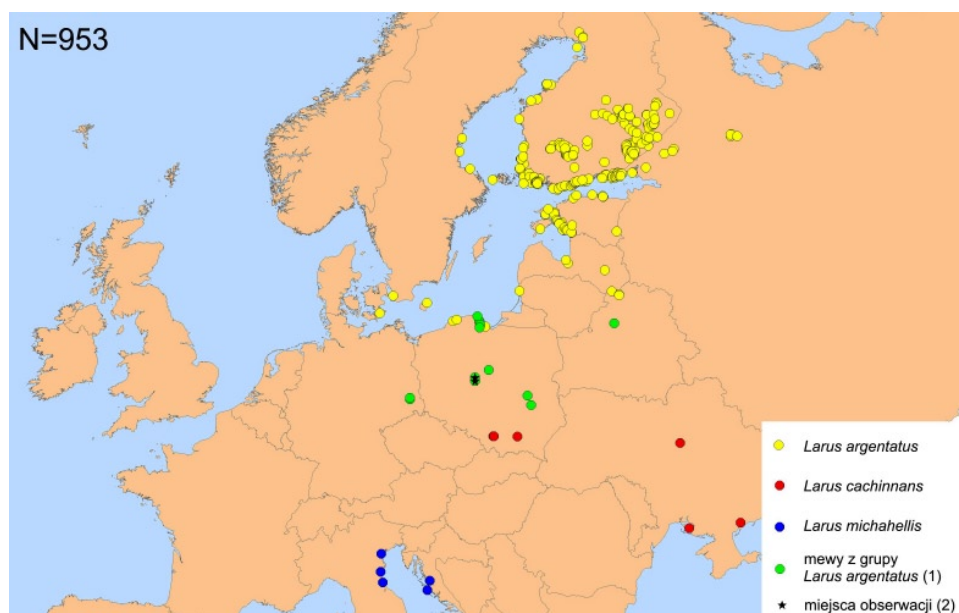 N=953
Larus argentatus
Larus cachinnans
Larus michahellis
mewy z grupy
Larus argentatus (1)
miejsca obserwacji (2)